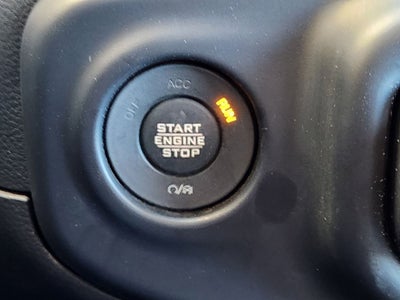 ACC
OFF
RUN
START
ENGINE
STOP